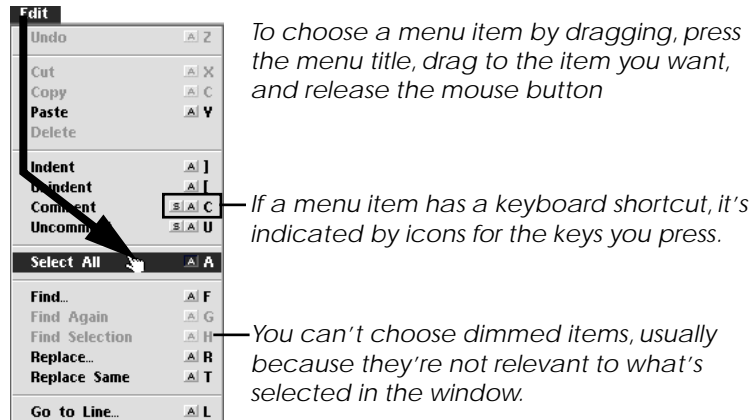 Edit
Undo A Z
Cut A X
Copy A C
Paste A Y
Delete
Indent A ]
Unindent A [
Comment S A C
Uncomm S A U
Select All A A
Find… A F
Find Again A G
Find Selection A H
Replace… A R
Replace Same A T
Go to Line… A L
To choose a menu item by dragging, press
the menu title, drag to the item you want,
and release the mouse button
If a menu item has a keyboard shortcut, it's
indicated by icons for the keys you press.
You can't choose dimmed items, usually
because they're not relevant to what's
selected in the window.